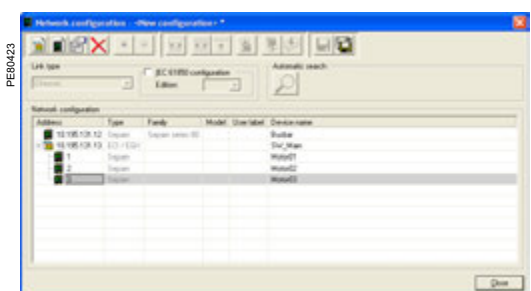 PE80423
Network configuration - <New configuration> *
Link type
Ethernet
IEC 61850 configuration
Edition:
Automatic search
Network configuration
Address Type Family Model User label Device name
10.195.131.12 Sepam Sepam series 80 Busbar
10.195.131.13 ECI / EGX SW_Main
1 Sepam Motor01
2 Sepam Motor02
3 Sepam Motor03
Close